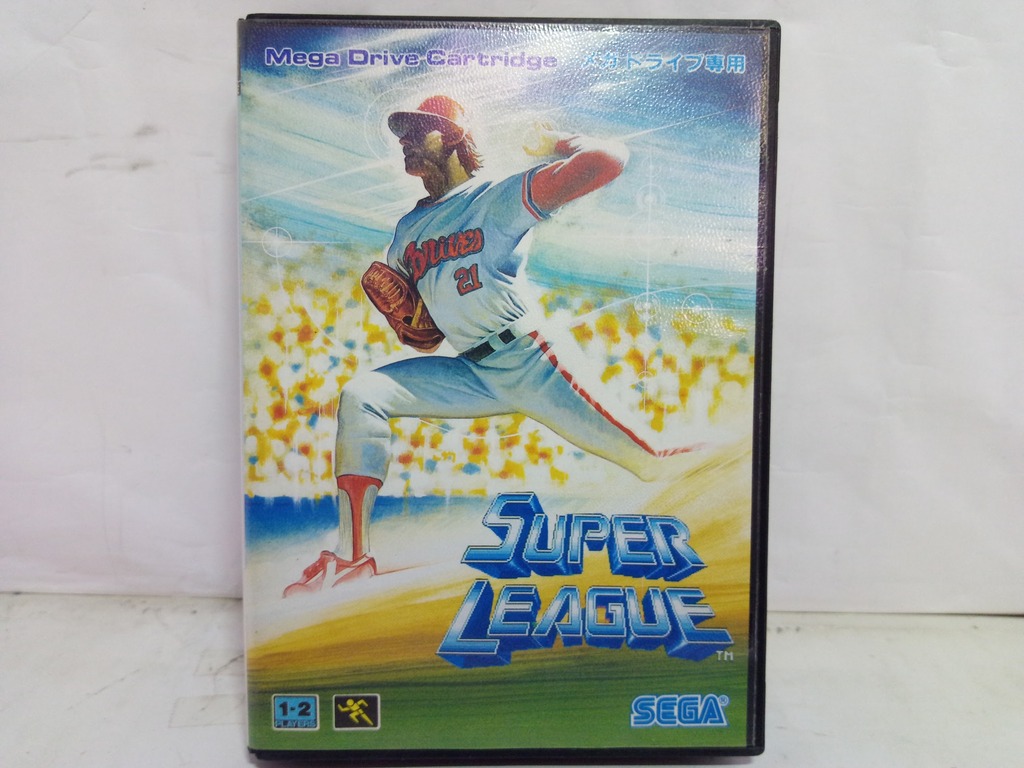 Mega Drive Cartridge メガドライブ専用
21
SUPER
LEAGUE
TM
1-2
PLAYERS
SEGA®